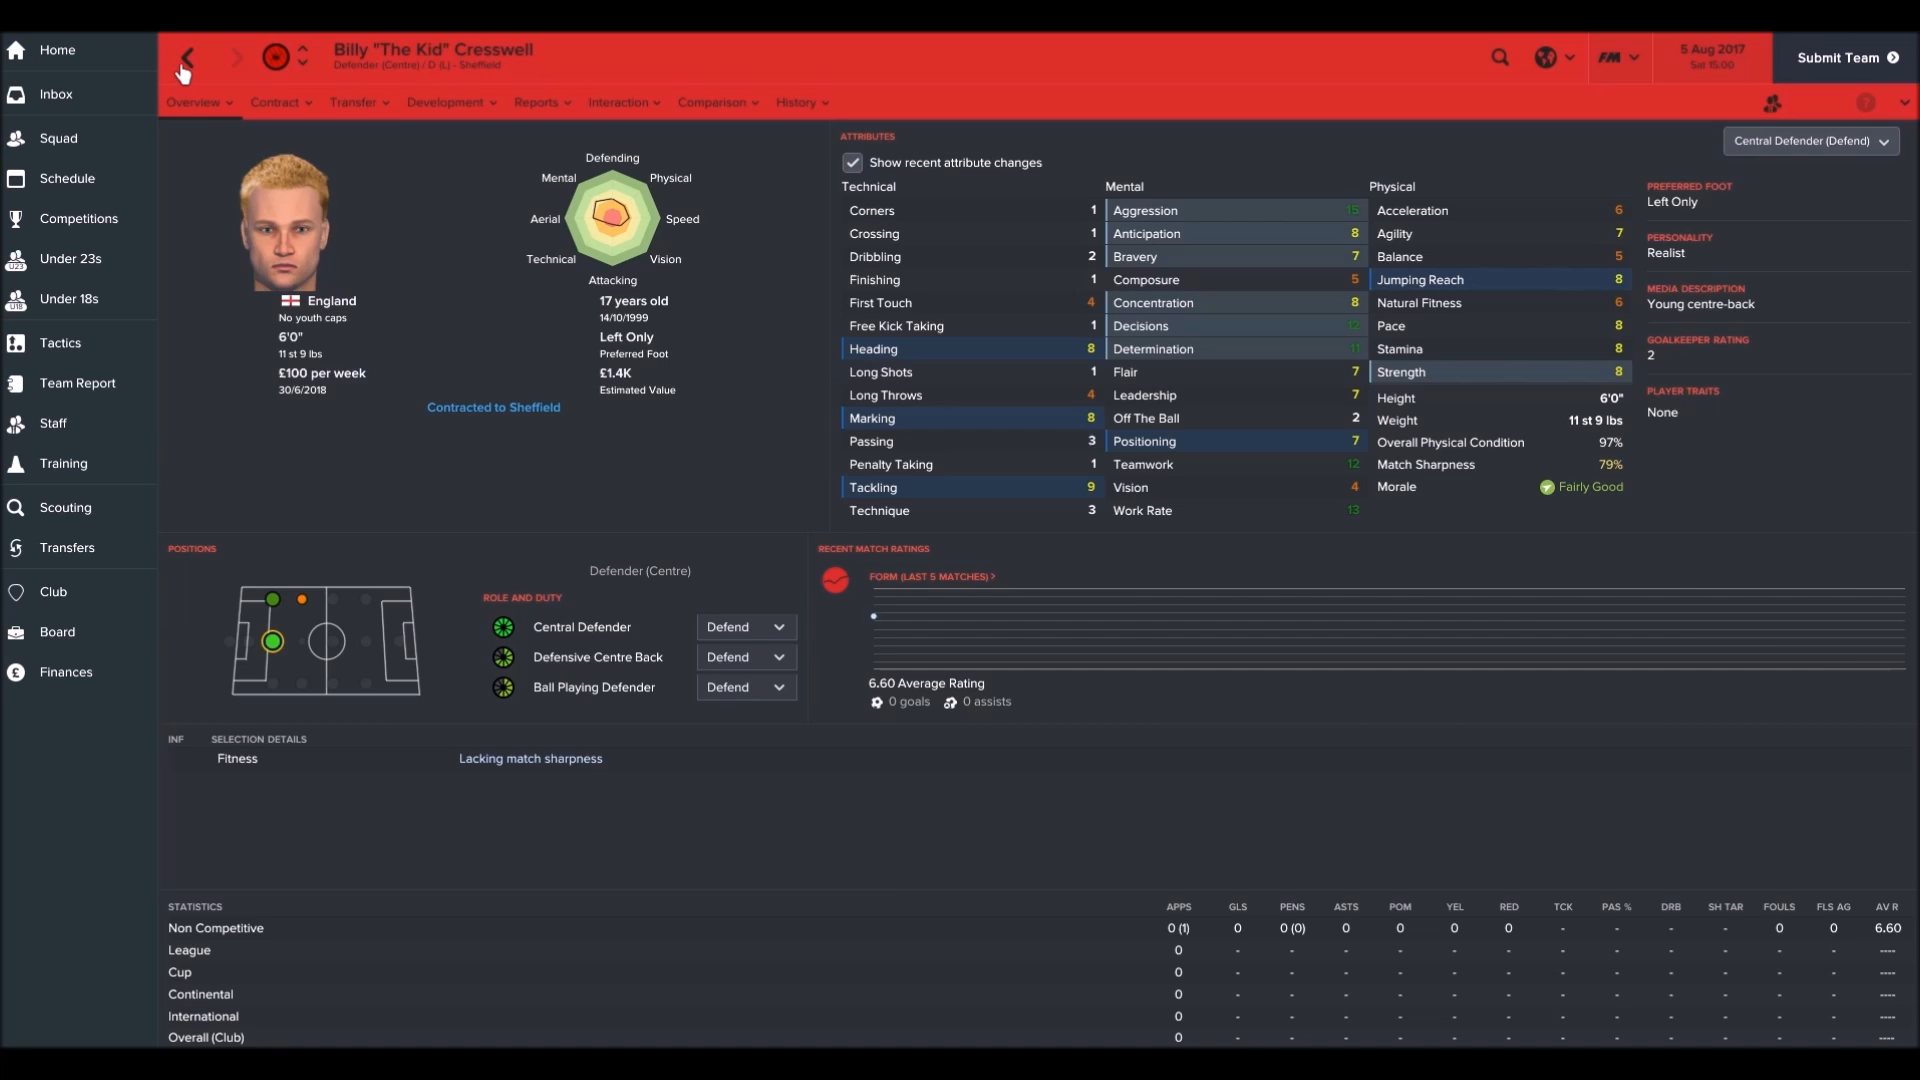 Home
Inbox
Squad
Schedule
Competitions
U23
Under 23s
U18
Under 18s
Tactics
Team Report
Staff
Training
Scouting
Transfers
Club
Board
Finances
Billy "The Kid" Cresswell
Defender (Centre) / D (L) - Sheffield
FM
5 Aug 2017
Sat 15:00
Submit Team
Overview Contract Transfer Development Reports Interaction Comparison History
?
Defending
Mental Physical
Aerial Speed
Technical Vision
Attacking
England
No youth caps
6'0"
11 st 9 lbs
£100 per week
30/6/2018
17 years old
14/10/1999
Left Only
Preferred Foot
£1.4K
Estimated Value
Contracted to Sheffield
ATTRIBUTES
Central Defender (Defend)
Show recent attribute changes
Technical
Corners 1
Crossing 1
Dribbling 2
Finishing 1
First Touch 4
Free Kick Taking 1
Heading 8
Long Shots 1
Long Throws 4
Marking 8
Passing 3
Penalty Taking 1
Tackling 9
Technique 3
Mental
Aggression 15
Anticipation 8
Bravery 7
Composure 5
Concentration 8
Decisions 12
Determination 11
Flair 7
Leadership 7
Off The Ball 2
Positioning 7
Teamwork 12
Vision 4
Work Rate 13
Physical
Acceleration 6
Agility 7
Balance 5
Jumping Reach 8
Natural Fitness 6
Pace 8
Stamina 8
Strength 8
Height 6'0"
Weight 11 st 9 lbs
Overall Physical Condition 97%
Match Sharpness 79%
Morale Fairly Good
PREFERRED FOOT
Left Only
PERSONALITY
Realist
MEDIA DESCRIPTION
Young centre-back
GOALKEEPER RATING
2
PLAYER TRAITS
None
POSITIONS
Defender (Centre)
ROLE AND DUTY
Central Defender Defend
Defensive Centre Back Defend
Ball Playing Defender Defend
RECENT MATCH RATINGS
FORM (LAST 5 MATCHES) >
6.60 Average Rating
0 goals 0 assists
INF SELECTION DETAILS
Fitness Lacking match sharpness
STATISTICS APPS GLS PENS ASTS POM YEL RED TCK PAS % DRB SH TAR FOULS FLS AG AV R
Non Competitive 0 (1) 0 0 (0) 0 0 0 0 - - - - 0 0 6.60
League 0 - - - - - - - - - - - - ----
Cup 0 - - - - - - - - - - - - ----
Continental 0 - - - - - - - - - - - - ----
International 0 - - - - - - - - - - - - ----
Overall (Club) 0 - - - - - - - - - - - - ----